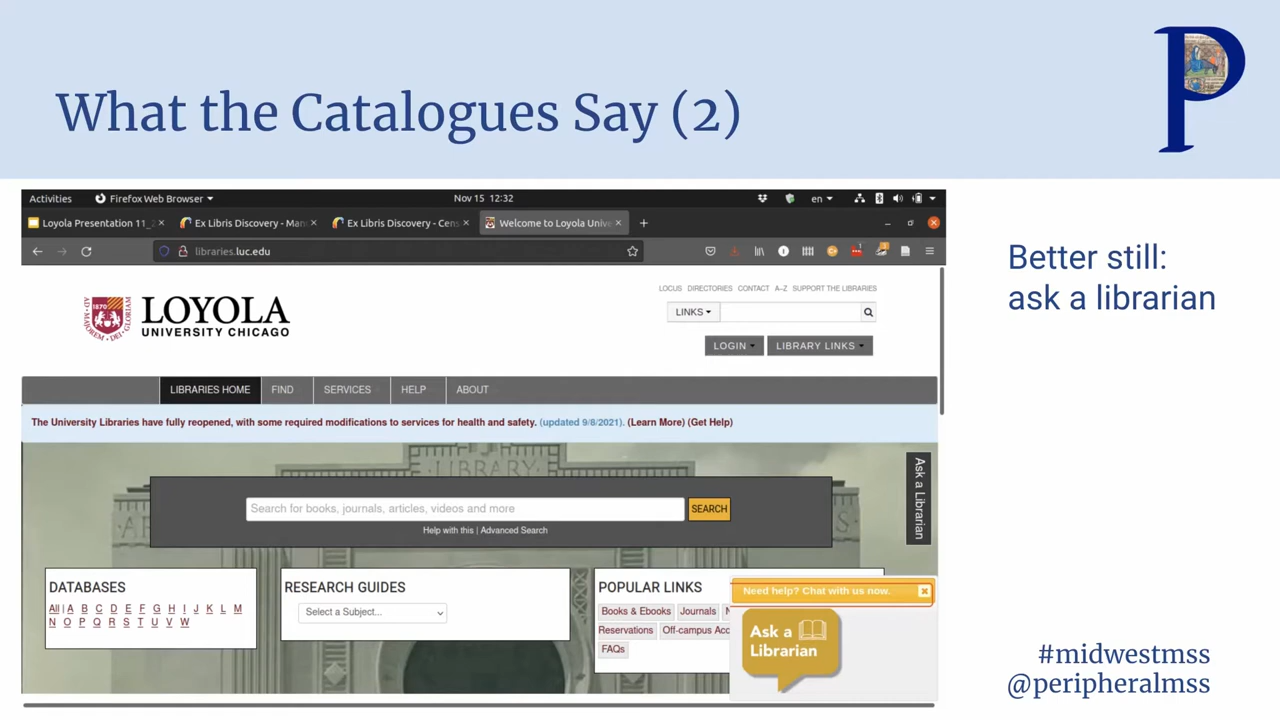 What the Catalogues Say (2)
P
Activities Firefox Web Browser Nov 15 12:32 en
Loyola Presentation 11_ Ex Libris Discovery - Man Ex Libris Discovery - Cens Welcome to Loyola Unive
libraries.luc.edu
LOCUS DIRECTORIES CONTACT A–Z SUPPORT THE LIBRARIES
1870
AD MAJOREM DEI GLORIAM
LOYOLA
UNIVERSITY CHICAGO
LINKS
LOGIN LIBRARY LINKS
LIBRARIES HOME FIND SERVICES HELP ABOUT
The University Libraries have fully reopened, with some required modifications to services for health and safety. (updated 9/8/2021). (Learn More) (Get Help)
LIBRARY
Search for books, journals, articles, videos and more SEARCH
Help with this | Advanced Search
Ask a Librarian
DATABASES
All | A B C D E F G H I J K L M
N O P Q R S T U V W
RESEARCH GUIDES
Select a Subject...
POPULAR LINKS
Books & Ebooks Journals
Reservations Off-campus Acc
FAQs
Need help? Chat with us now.
Ask a
Librarian
Better still:
ask a librarian
#midwestmss
@peripheralmss